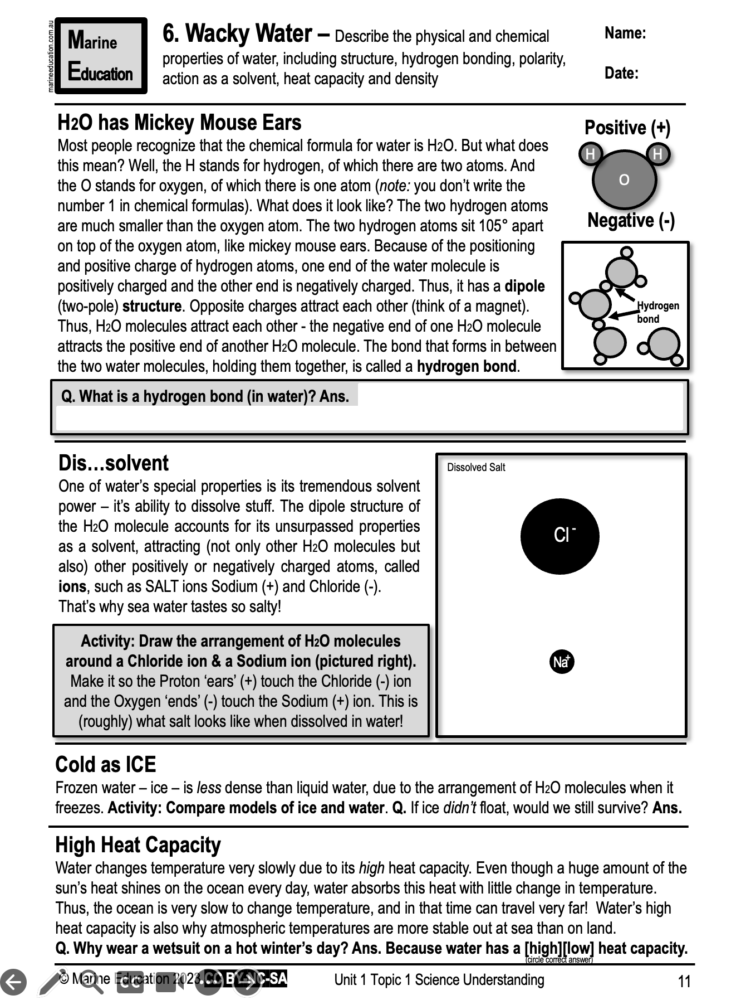 marineeducation.com.au
Marine
Education
6. Wacky Water – Describe the physical and chemical
properties of water, including structure, hydrogen bonding, polarity,
action as a solvent, heat capacity and density
Name:
Date:
H2O has Mickey Mouse Ears
Most people recognize that the chemical formula for water is H2O. But what does
this mean? Well, the H stands for hydrogen, of which there are two atoms. And
the O stands for oxygen, of which there is one atom (note: you don’t write the
number 1 in chemical formulas). What does it look like? The two hydrogen atoms
are much smaller than the oxygen atom. The two hydrogen atoms sit 105° apart
on top of the oxygen atom, like mickey mouse ears. Because of the positioning
and positive charge of hydrogen atoms, one end of the water molecule is
positively charged and the other end is negatively charged. Thus, it has a dipole
(two-pole) structure. Opposite charges attract each other (think of a magnet).
Thus, H2O molecules attract each other - the negative end of one H2O molecule
attracts the positive end of another H2O molecule. The bond that forms in between
the two water molecules, holding them together, is called a hydrogen bond.
Positive (+)
H H
O
Negative (-)
Hydrogen
bond
Q. What is a hydrogen bond (in water)? Ans.
Dis…solvent
One of water’s special properties is its tremendous solvent
power – it’s ability to dissolve stuff. The dipole structure of
the H2O molecule accounts for its unsurpassed properties
as a solvent, attracting (not only other H2O molecules but
also) other positively or negatively charged atoms, called
ions, such as SALT ions Sodium (+) and Chloride (-).
That’s why sea water tastes so salty!
Activity: Draw the arrangement of H2O molecules
around a Chloride ion & a Sodium ion (pictured right).
Make it so the Proton ‘ears’ (+) touch the Chloride (-) ion
and the Oxygen ‘ends’ (-) touch the Sodium (+) ion. This is
(roughly) what salt looks like when dissolved in water!
Dissolved Salt
Cl -
Na+
Cold as ICE
Frozen water – ice – is less dense than liquid water, due to the arrangement of H2O molecules when it
freezes. Activity: Compare models of ice and water. Q. If ice didn’t float, would we still survive? Ans.
High Heat Capacity
Water changes temperature very slowly due to its high heat capacity. Even though a huge amount of the
sun’s heat shines on the ocean every day, water absorbs this heat with little change in temperature.
Thus, the ocean is very slow to change temperature, and in that time can travel very far! Water’s high
heat capacity is also why atmospheric temperatures are more stable out at sea than on land.
Q. Why wear a wetsuit on a hot winter’s day? Ans. Because water has a [high][low] heat capacity.
(circle correct answer)
© Marine Education 2023 CC BY-NC-SA
CC
Unit 1 Topic 1 Science Understanding
11